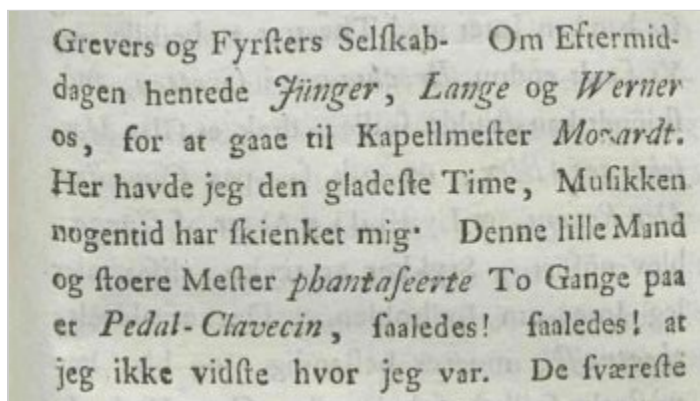 Grevers og Fyrſters Selſkab- Om Eftermid-
dagen hentede Jünger, Lange og Werner
os, for at gaae til Kapellmeſter Mozardt.
Her havde jeg den gladeſte Time, Muſikken
nogentid har ſkienket mig· Denne lille Mand
og ſtoere Meſter phantaſeerte To Gange paa
et Pedal-Clavecin, ſaaledes! ſaaledes! at
jeg ikke vidſte hvor jeg var. De ſværeſte